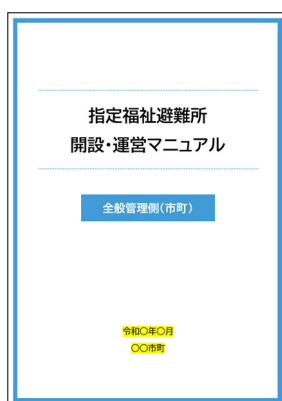 指定福祉避難所
開設・運営マニュアル
全般管理側(市町)
令和〇年〇月
〇〇市町